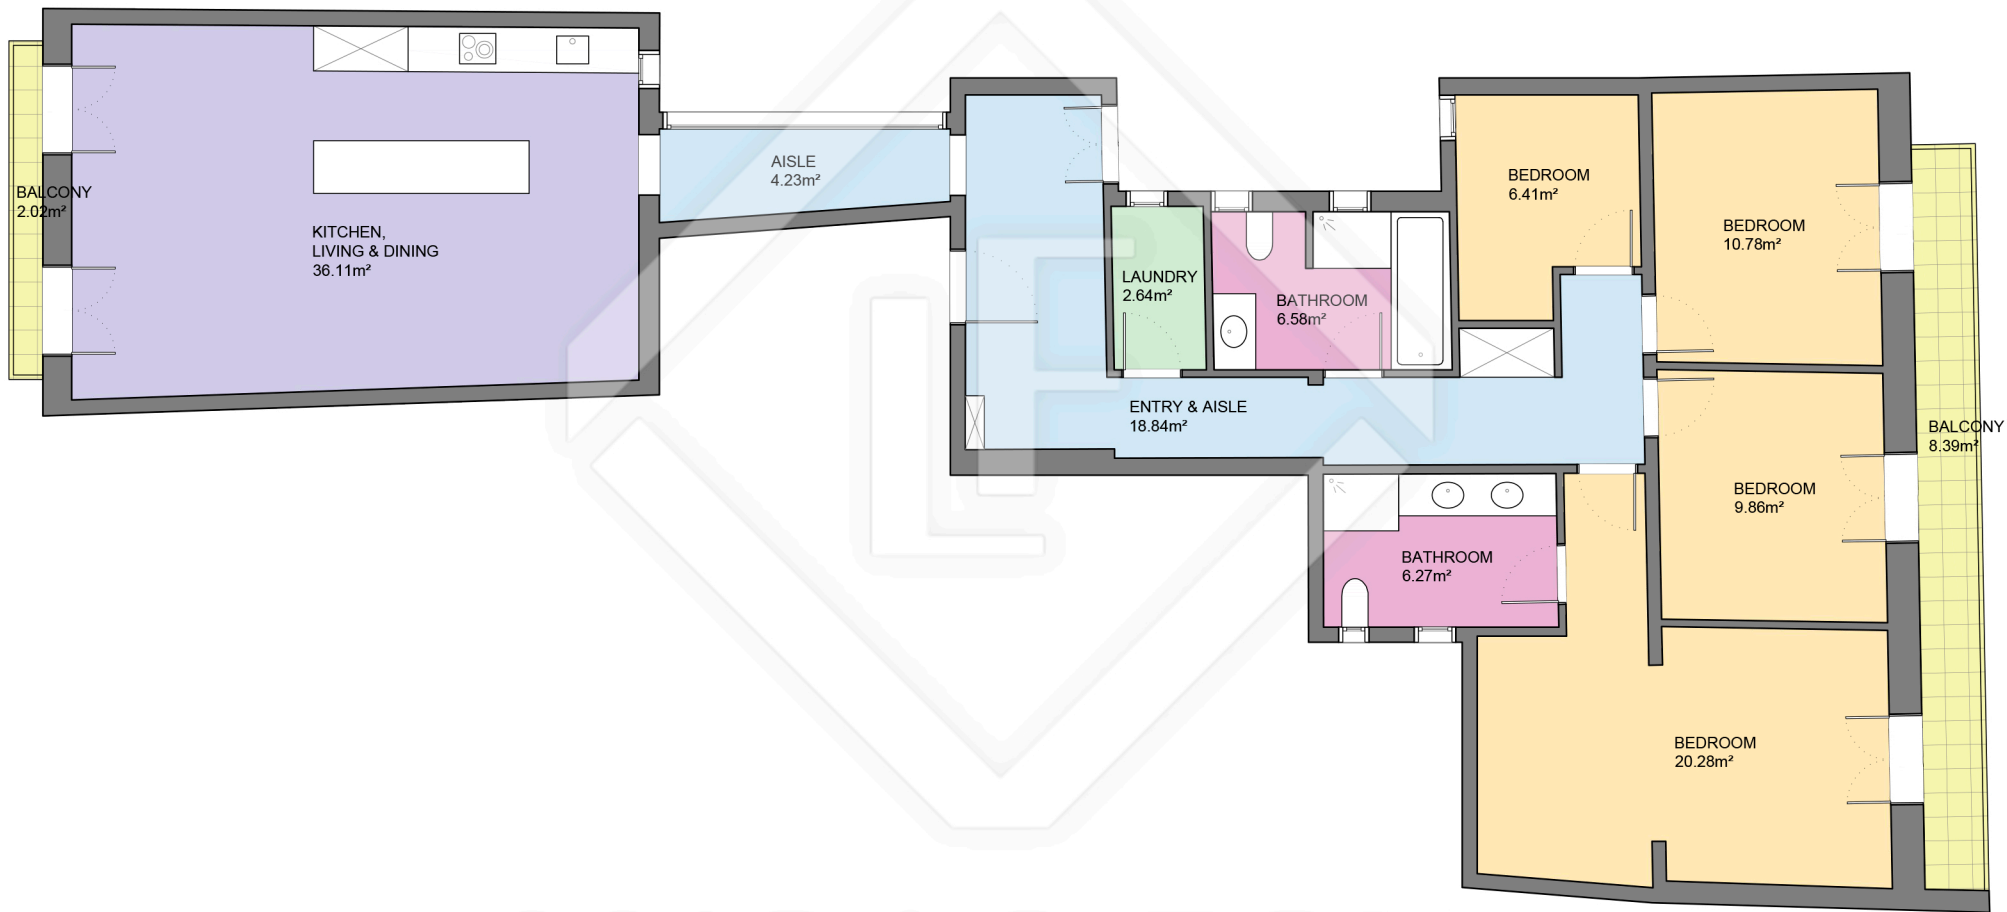 BALCONY
2.02m²
KITCHEN,
LIVING & DINING
36.11m²
AISLE
4.23m²
LAUNDRY
2.64m²
BATHROOM
6.58m²
ENTRY & AISLE
18.84m²
BEDROOM
6.41m²
BEDROOM
10.78m²
BALCONY
8.39m²
BEDROOM
9.86m²
BATHROOM
6.27m²
BEDROOM
20.28m²